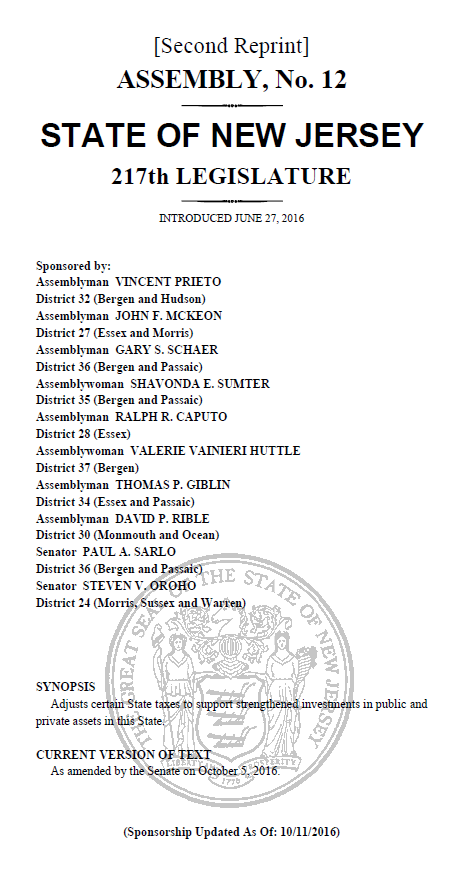 [Second Reprint]
ASSEMBLY, No. 12
STATE OF NEW JERSEY
217th LEGISLATURE
INTRODUCED JUNE 27, 2016
Sponsored by:
Assemblyman VINCENT PRIETO
District 32 (Bergen and Hudson)
Assemblyman JOHN F. MCKEON
District 27 (Essex and Morris)
Assemblyman GARY S. SCHAER
District 36 (Bergen and Passaic)
Assemblywoman SHAVONDA E. SUMTER
District 35 (Bergen and Passaic)
Assemblyman RALPH R. CAPUTO
District 28 (Essex)
Assemblywoman VALERIE VAINIERI HUTTLE
District 37 (Bergen)
Assemblyman THOMAS P. GIBLIN
District 34 (Essex and Passaic)
Assemblyman DAVID P. RIBLE
District 30 (Monmouth and Ocean)
Senator PAUL A. SARLO
District 36 (Bergen and Passaic)
Senator STEVEN V. OROHO
District 24 (Morris, Sussex and Warren)
THE GREAT SEAL OF THE STATE OF NEW JERSEY
SYNOPSIS
Adjusts certain State taxes to support strengthened investments in public and
private assets in this State.
CURRENT VERSION OF TEXT
As amended by the Senate on October 5, 2016.
LIBERTY AND PROSPERITY
1776
(Sponsorship Updated As Of: 10/11/2016)